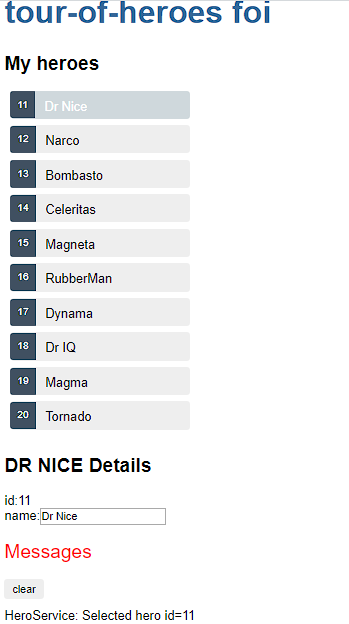 tour-of-heroes foi
My heroes
11 Dr Nice
12 Narco
13 Bombasto
14 Celeritas
15 Magneta
16 RubberMan
17 Dynama
18 Dr IQ
19 Magma
20 Tornado
DR NICE Details
id:11
name:Dr Nice
Messages
clear
HeroService: Selected hero id=11